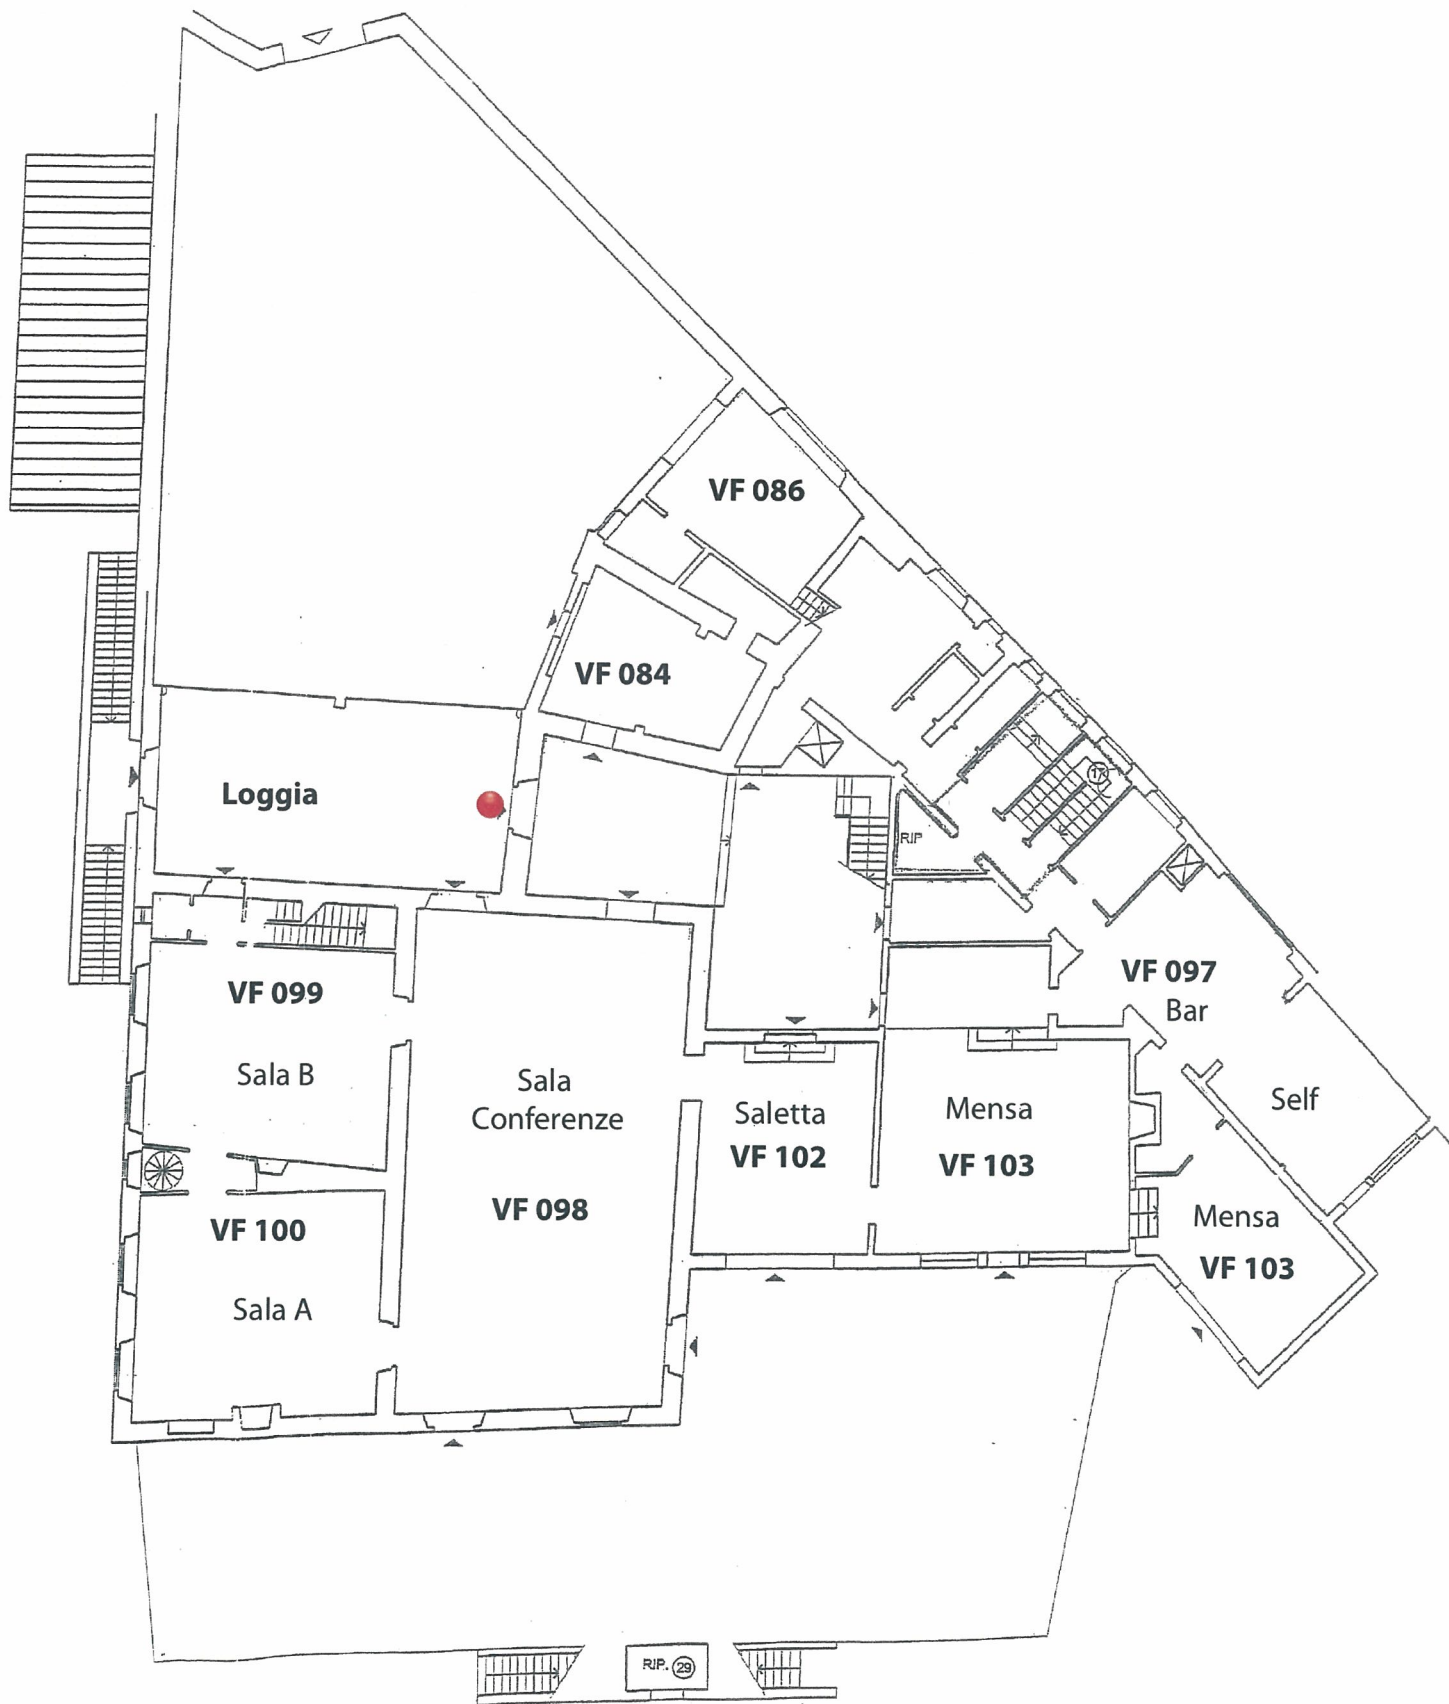 VF 086
VF 084
Loggia
17
RIP
VF 099
VF 097
Bar
Sala B
Sala
Conferenze
Saletta
VF 102
Mensa
VF 103
Self
VF 100
VF 098
Mensa
VF 103
Sala A
RIP. 29